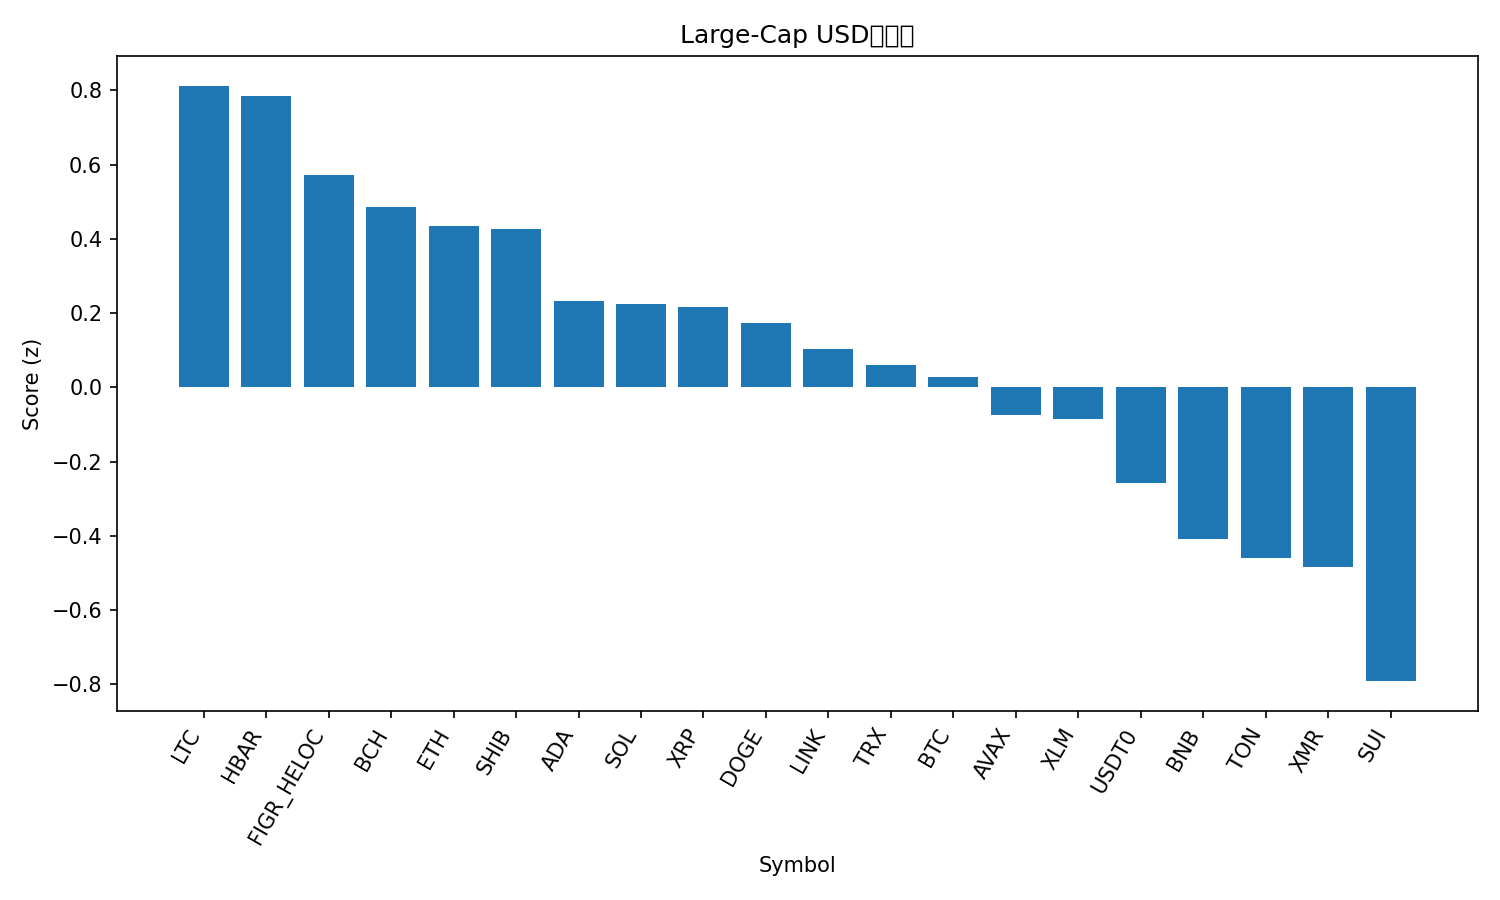 Large-Cap USD
0.8
0.6
0.4
0.2
0.0
−0.2
−0.4
−0.6
−0.8
Score (z)
LTC
HBAR
FIGR_HELOC
BCH
ETH
SHIB
ADA
SOL
XRP
DOGE
LINK
TRX
BTC
AVAX
XLM
USDT0
BNB
TON
XMR
SUI
Symbol